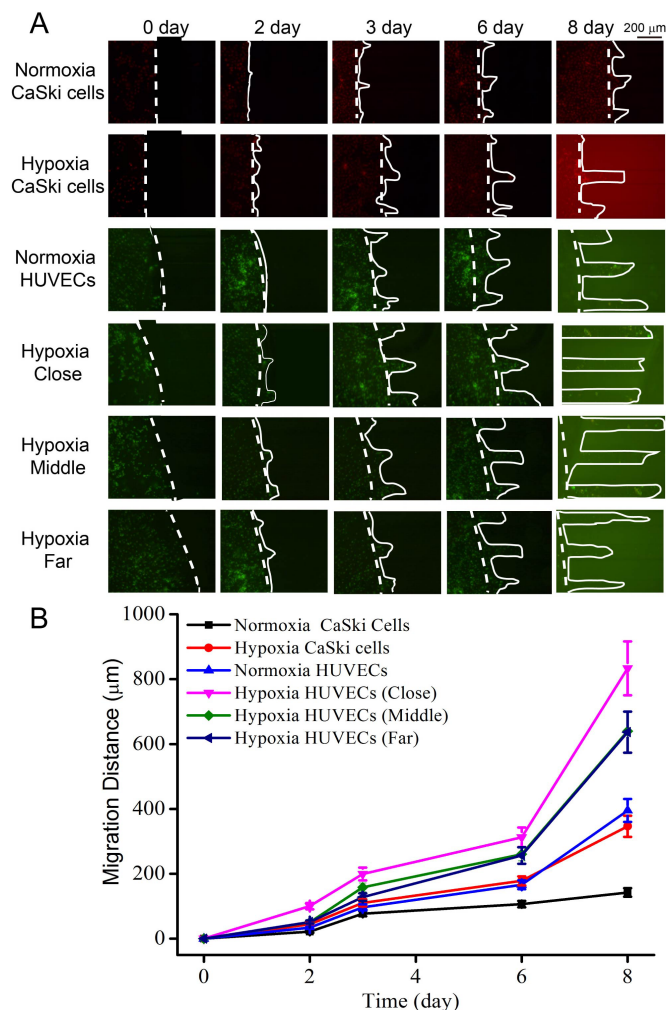 A
0 day 2 day 3 day 6 day 8 day 200 μm
Normoxia
CaSki cells
Hypoxia
CaSki cells
Normoxia
HUVECs
Hypoxia
Close
Hypoxia
Middle
Hypoxia
Far
B
1000
800
600
400
200
0
Migration Distance (μm)
Normoxia CaSki Cells
Hypoxia CaSki cells
Normoxia HUVECs
Hypoxia HUVECs (Close)
Hypoxia HUVECs (Middle)
Hypoxia HUVECs (Far)
0 2 4 6 8
Time (day)